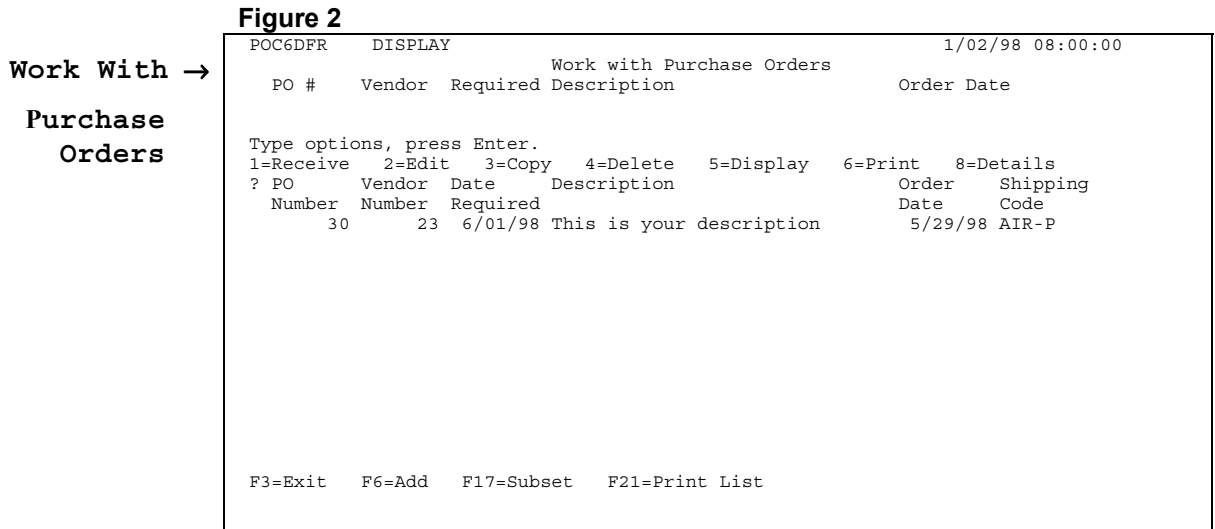 Figure 2
Work With →
Purchase
Orders
POC6DFR    DISPLAY    1/02/98 08:00:00
Work with Purchase Orders
PO #    Vendor  Required Description    Order Date
Type options, press Enter.
1=Receive   2=Edit   3=Copy   4=Delete   5=Display   6=Print   8=Details
? PO    Vendor  Date    Description    Order    Shipping
Number  Number  Required    Date    Code
30    23  6/01/98 This is your description    5/29/98 AIR-P
F3=Exit   F6=Add   F17=Subset   F21=Print List